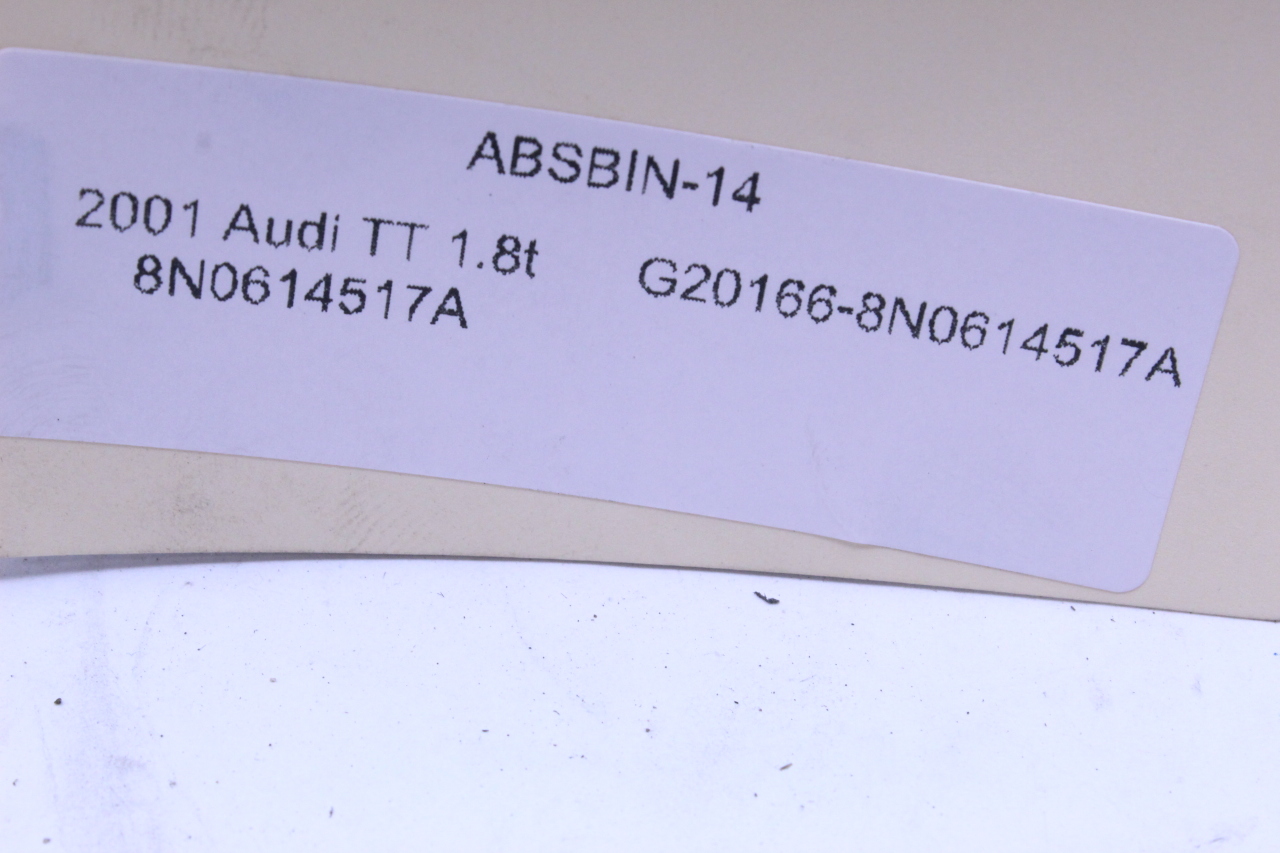 ABSBIN-14
2001 Audi TT 1.8t
8N0614517A
G20166-8N0614517A